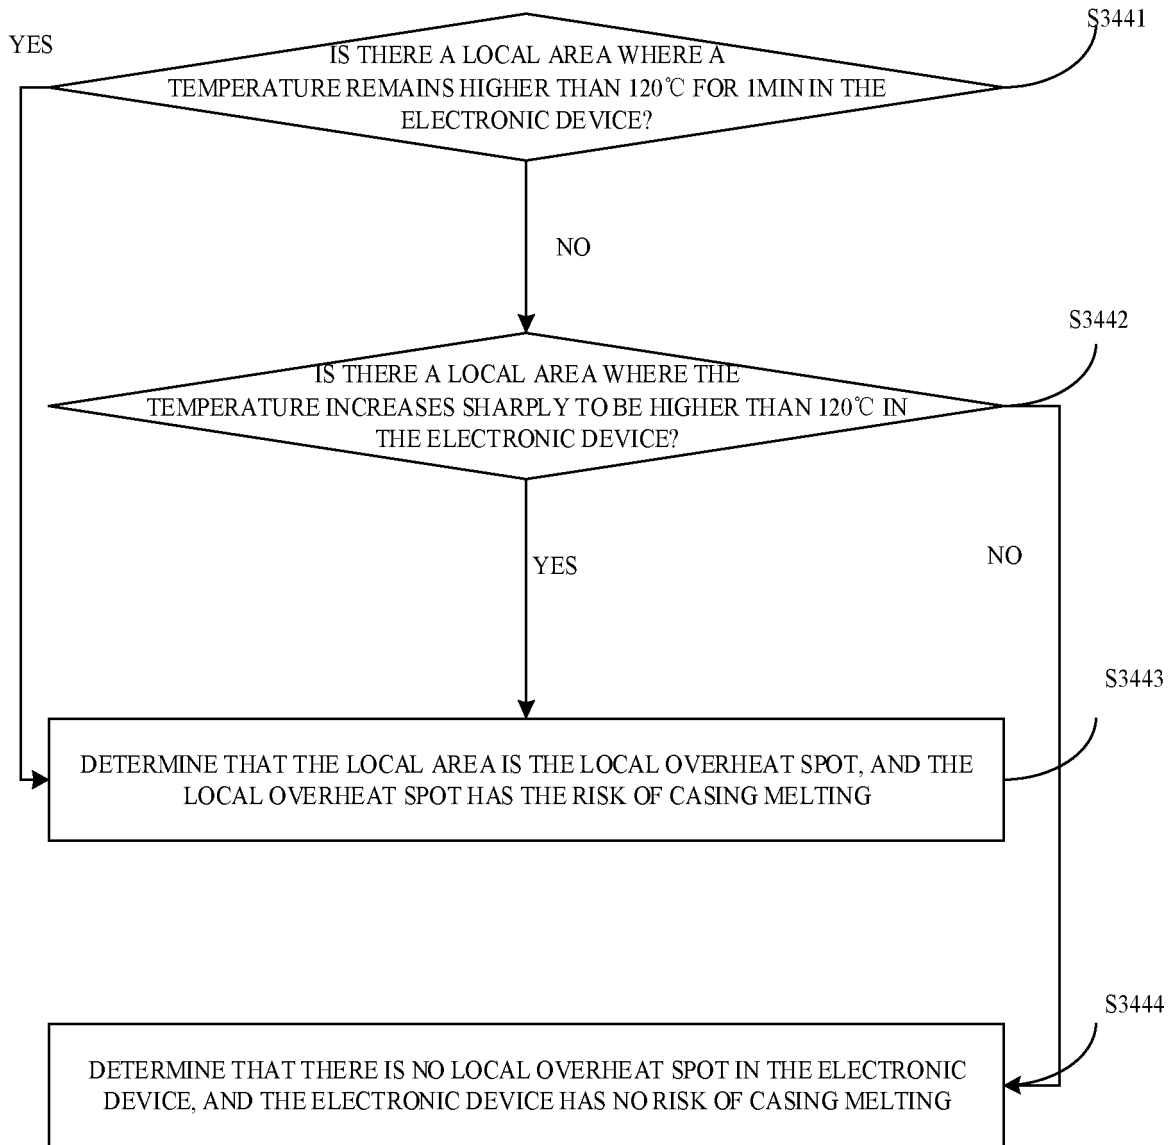 S3441
YES
IS THERE A LOCAL AREA WHERE A
TEMPERATURE REMAINS HIGHER THAN 120℃ FOR 1MIN IN THE
ELECTRONIC DEVICE?
NO
S3442
IS THERE A LOCAL AREA WHERE THE
TEMPERATURE INCREASES SHARPLY TO BE HIGHER THAN 120℃ IN
THE ELECTRONIC DEVICE?
YES
NO
S3443
DETERMINE THAT THE LOCAL AREA IS THE LOCAL OVERHEAT SPOT, AND THE
LOCAL OVERHEAT SPOT HAS THE RISK OF CASING MELTING
S3444
DETERMINE THAT THERE IS NO LOCAL OVERHEAT SPOT IN THE ELECTRONIC
DEVICE, AND THE ELECTRONIC DEVICE HAS NO RISK OF CASING MELTING